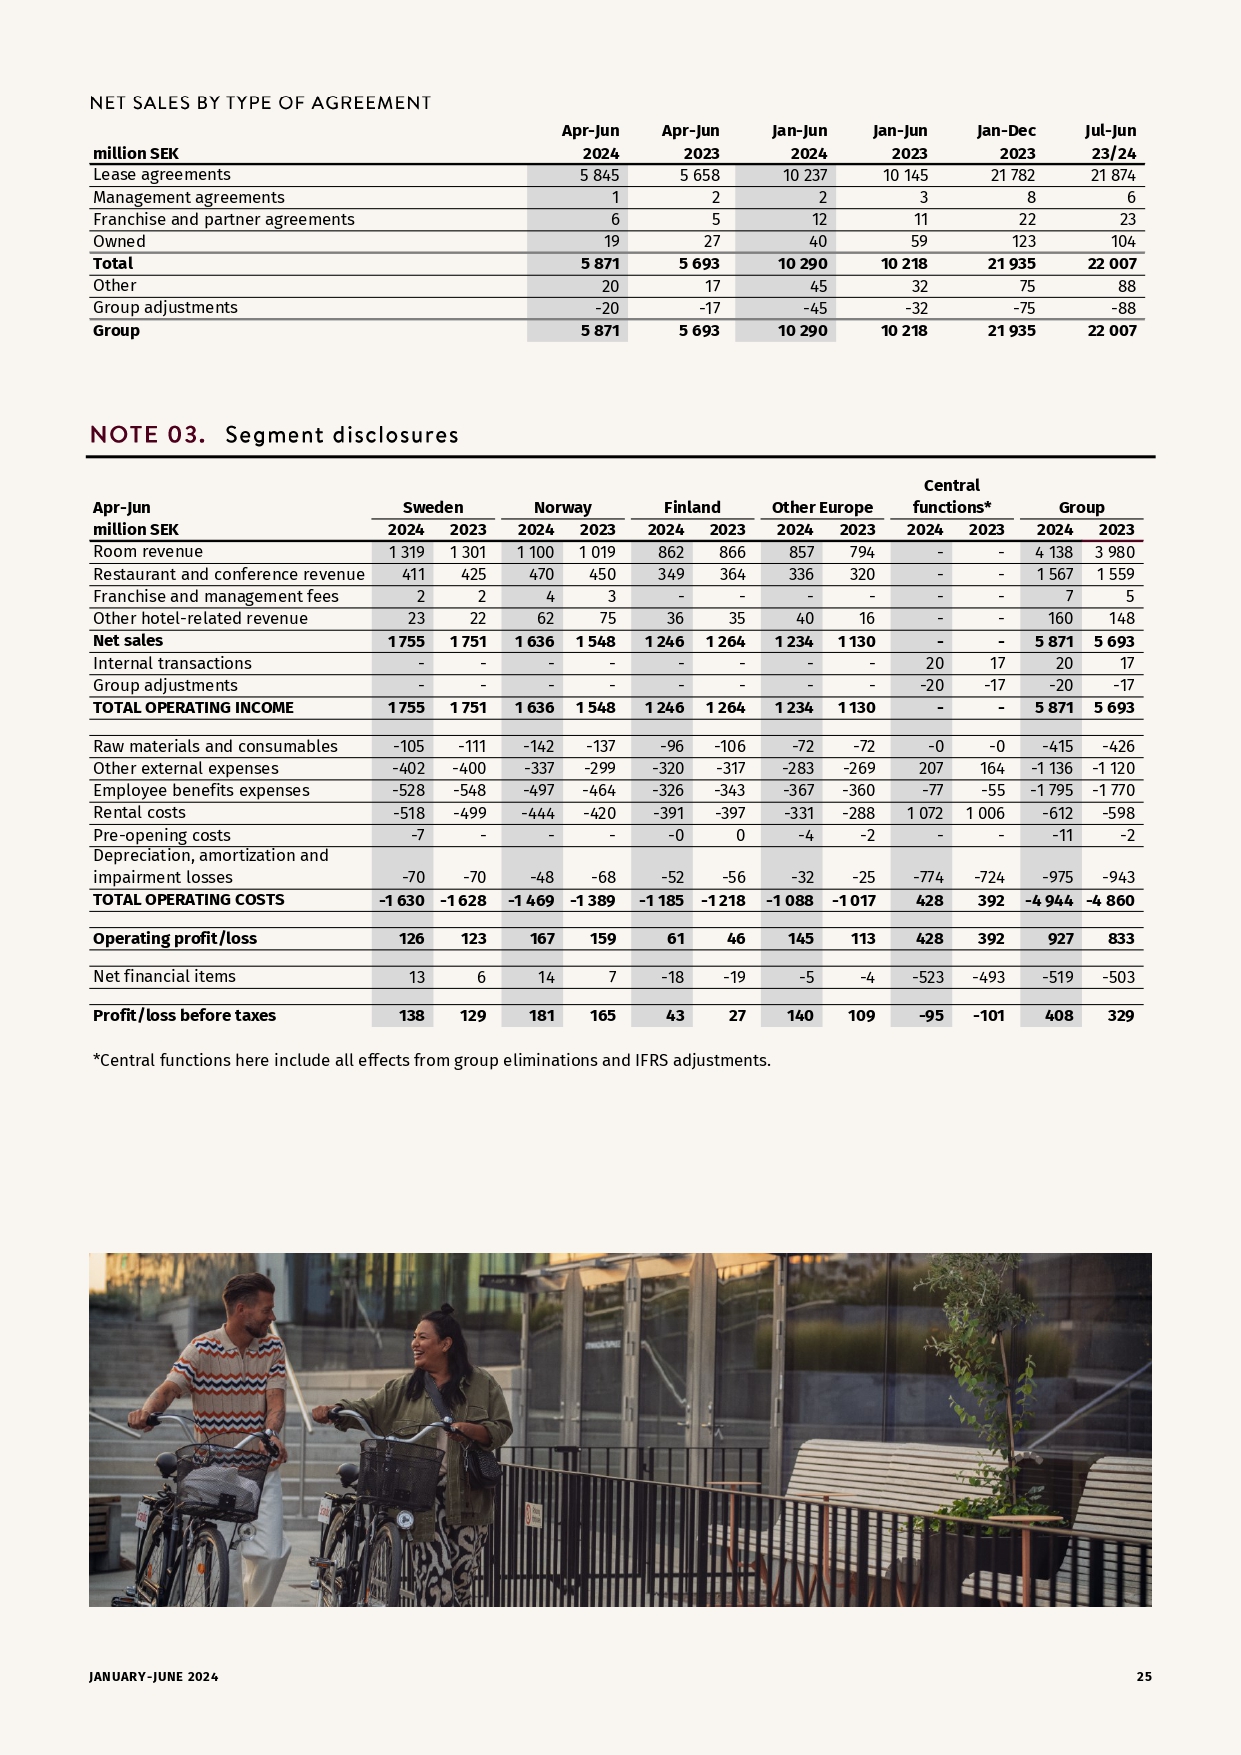 NET SALES BY TYPE OF AGREEMENT
Apr-Jun Apr-Jun Jan-Jun Jan-Jun Jan-Dec Jul-Jun
million SEK 2024 2023 2024 2023 2023 23/24
Lease agreements 5 845 5 658 10 237 10 145 21 782 21 874
Management agreements 1 2 2 3 8 6
Franchise and partner agreements 6 5 12 11 22 23
Owned 19 27 40 59 123 104
Total 5 871 5 693 10 290 10 218 21 935 22 007
Other 20 17 45 32 75 88
Group adjustments -20 -17 -45 -32 -75 -88
Group 5 871 5 693 10 290 10 218 21 935 22 007
NOTE 03. Segment disclosures
Central
Apr-Jun Sweden Norway Finland Other Europe functions* Group
million SEK 2024 2023 2024 2023 2024 2023 2024 2023 2024 2023 2024 2023
Room revenue 1 319 1 301 1 100 1 019 862 866 857 794 - - 4 138 3 980
Restaurant and conference revenue 411 425 470 450 349 364 336 320 - - 1 567 1 559
Franchise and management fees 2 2 4 3 - - - - - - 7 5
Other hotel-related revenue 23 22 62 75 36 35 40 16 - - 160 148
Net sales 1 755 1 751 1 636 1 548 1 246 1 264 1 234 1 130 - - 5 871 5 693
Internal transactions - - - - - - - - 20 17 20 17
Group adjustments - - - - - - - - -20 -17 -20 -17
TOTAL OPERATING INCOME 1 755 1 751 1 636 1 548 1 246 1 264 1 234 1 130 - - 5 871 5 693
Raw materials and consumables -105 -111 -142 -137 -96 -106 -72 -72 -0 -0 -415 -426
Other external expenses -402 -400 -337 -299 -320 -317 -283 -269 207 164 -1 136 -1 120
Employee benefits expenses -528 -548 -497 -464 -326 -343 -367 -360 -77 -55 -1 795 -1 770
Rental costs -518 -499 -444 -420 -391 -397 -331 -288 1 072 1 006 -612 -598
Pre-opening costs -7 - - - -0 0 -4 -2 - - -11 -2
Depreciation, amortization and
impairment losses -70 -70 -48 -68 -52 -56 -32 -25 -774 -724 -975 -943
TOTAL OPERATING COSTS -1 630 -1 628 -1 469 -1 389 -1 185 -1 218 -1 088 -1 017 428 392 -4 944 -4 860
Operating profit/loss 126 123 167 159 61 46 145 113 428 392 927 833
Net financial items 13 6 14 7 -18 -19 -5 -4 -523 -493 -519 -503
Profit/loss before taxes 138 129 181 165 43 27 140 109 -95 -101 408 329
*Central functions here include all effects from group eliminations and IFRS adjustments.
JANUARY-JUNE 2024 25